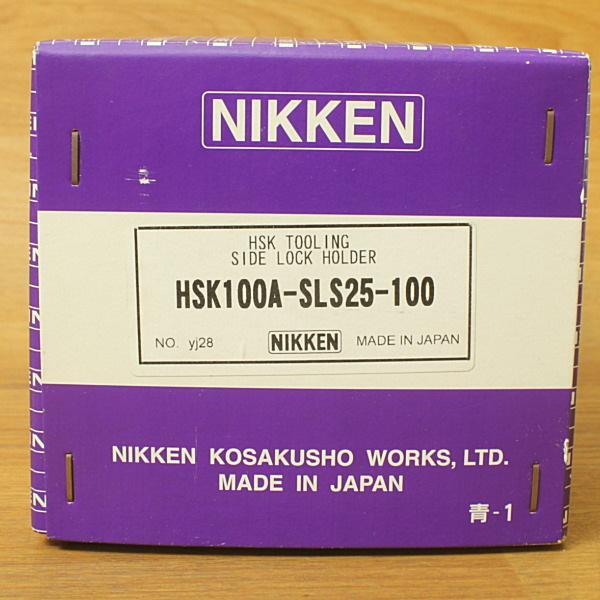 NIKKEN
HSK TOOLING
SIDE LOCK HOLDER
HSK100A-SLS25-100
NO. yj28 NIKKEN MADE IN JAPAN
NIKKEN KOSAKUSHO WORKS, LTD.
MADE IN JAPAN
青-1